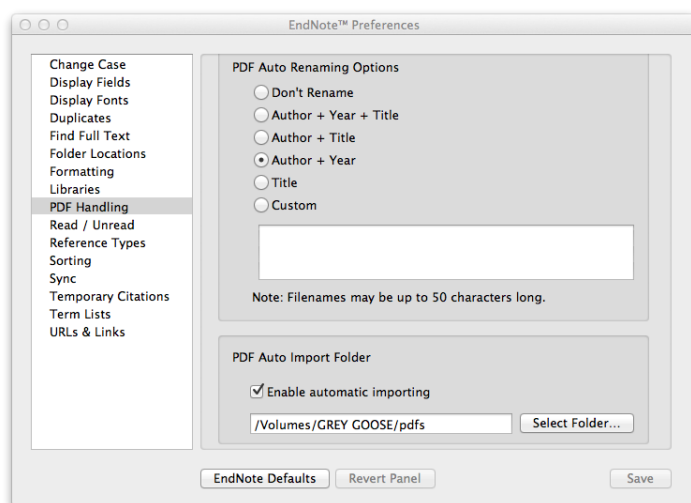 EndNote™ Preferences
Change Case
Display Fields
Display Fonts
Duplicates
Find Full Text
Folder Locations
Formatting
Libraries
PDF Handling
Read / Unread
Reference Types
Sorting
Sync
Temporary Citations
Term Lists
URLs & Links
PDF Auto Renaming Options
Don't Rename
Author + Year + Title
Author + Title
Author + Year
Title
Custom
Note: Filenames may be up to 50 characters long.
PDF Auto Import Folder
Enable automatic importing
/Volumes/GREY GOOSE/pdfs
Select Folder...
EndNote Defaults
Revert Panel
Save